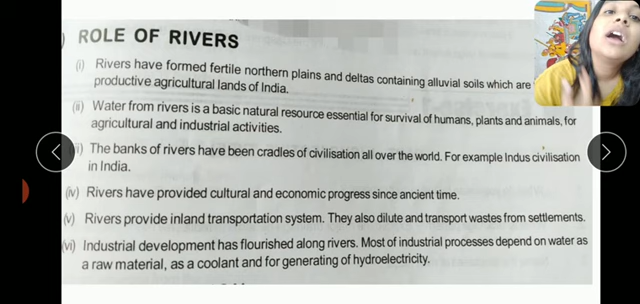 ) ROLE OF RIVERS
(i) Rivers have formed fertile northern plains and deltas containing alluvial soils which are
productive agricultural lands of India.
(ii) Water from rivers is a basic natural resource essential for survival of humans, plants and animals, for
agricultural and industrial activities.
i) The banks of rivers have been cradles of civilisation all over the world. For example Indus civilisation
in India.
(iv) Rivers have provided cultural and economic progress since ancient time.
(v) Rivers provide inland transportation system. They also dilute and transport wastes from settlements.
(vi) Industrial development has flourished along rivers. Most of industrial processes depend on water as
a raw material, as a coolant and for generating of hydroelectricity.